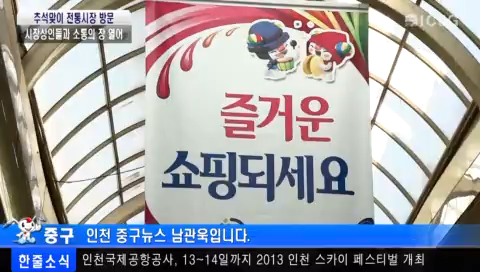 추석맞이 전통시장 방문
시장상인들과 소통의 장 열어
즐거운
쇼핑되세요
중구 인천 중구뉴스 남관욱입니다.
한줄소식 인천국제공항공사, 13~14일까지 2013 인천 스카이 페스티벌 개최